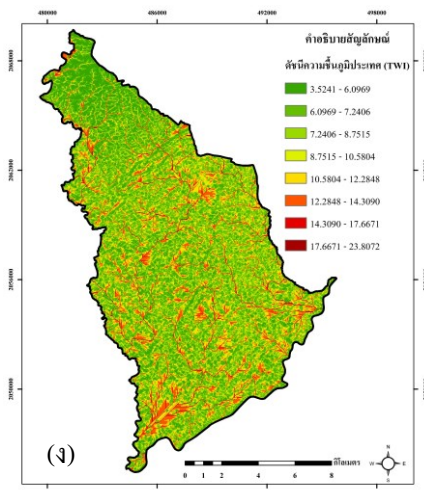 480000 486000 492000 498000
คำอธิบายสัญลักษณ์
ดัชนีความชื้นภูมิประเทศ (TWI)
3.5241 - 6.0969
6.0969 - 7.2406
7.2406 - 8.7515
8.7515 - 10.5804
10.5804 - 12.2848
12.2848 - 14.3090
14.3090 - 17.6671
17.6671 - 23.8072
2068000
2062000
2056000
2050000
(ง)
กิโลเมตร
0 1 2 4 6 8
N
W E
S